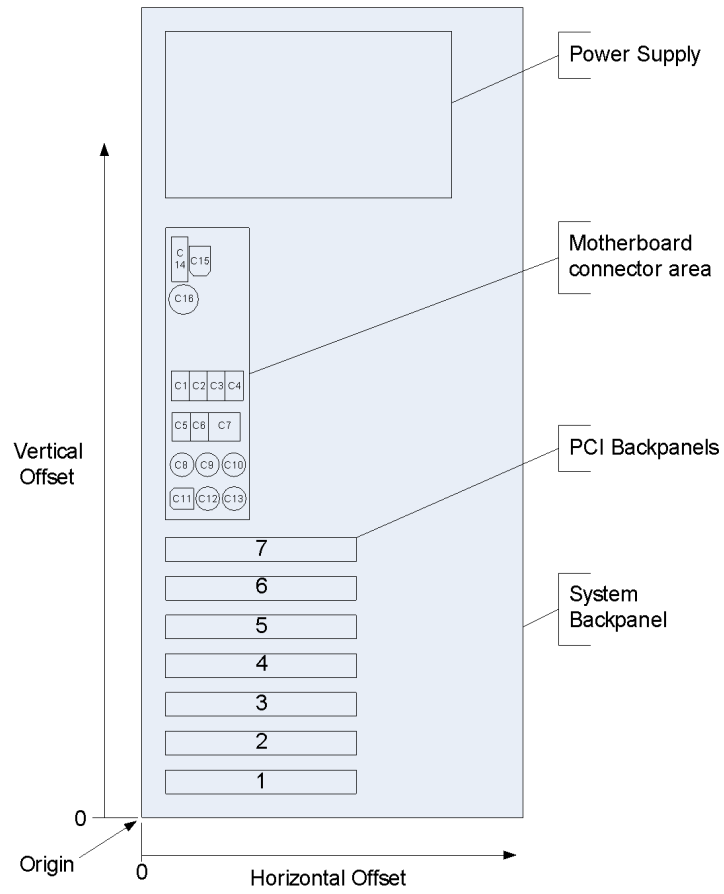 Power Supply
Motherboard
connector area
C
14
C15
C16
C1 C2 C3 C4
C5 C6 C7
C8 C9 C10
C11 C12 C13
Vertical
Offset
PCI Backpanels
7
6
5
4
3
2
1
System
Backpanel
0
Origin
0
Horizontal Offset